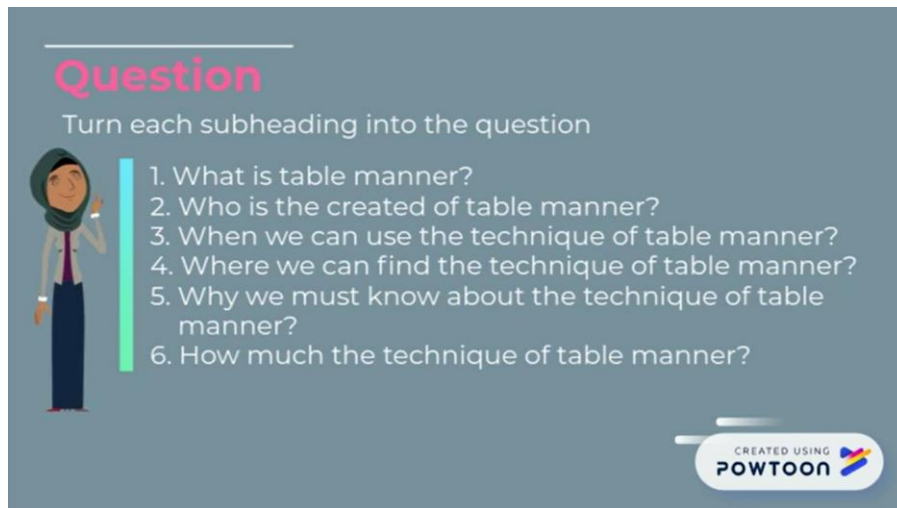 Question
Turn each subheading into the question
1. What is table manner?
2. Who is the created of table manner?
3. When we can use the technique of table manner?
4. Where we can find the technique of table manner?
5. Why we must know about the technique of table
manner?
6. How much the technique of table manner?
CREATED USING
POWTOON